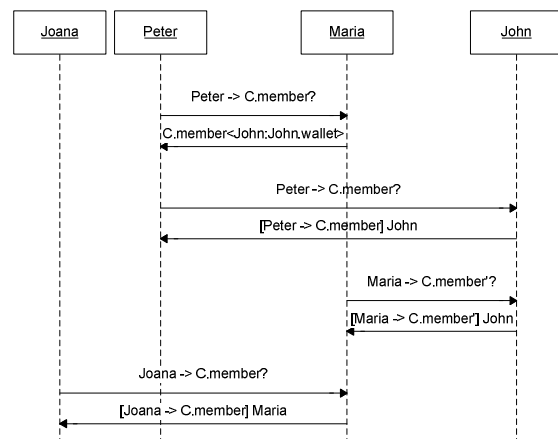 Joana
Peter
Maria
John
Peter -> C.member?
C.member<John:John.wallet>
Peter -> C.member?
[Peter -> C.member] John
Maria -> C.member'?
[Maria -> C.member'] John
Joana -> C.member?
[Joana -> C.member] Maria